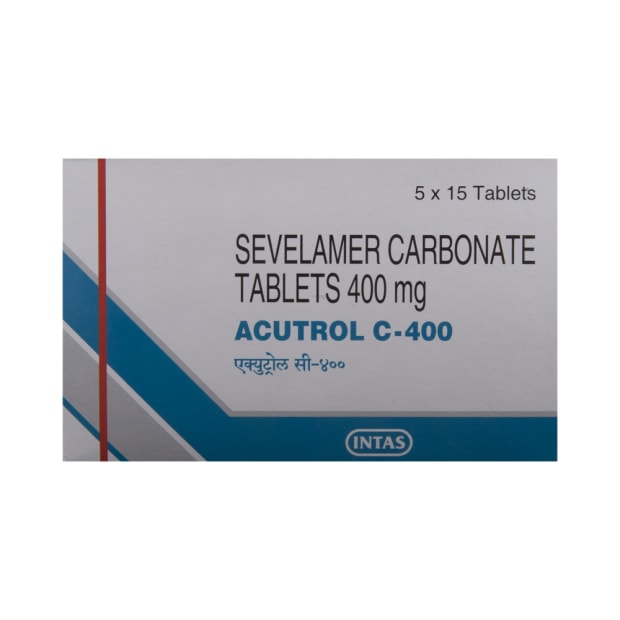 5 x 15 Tablets
SEVELAMER CARBONATE
TABLETS 400 mg
ACUTROL C-400
एक्युट्रोल सी-४००
INTAS